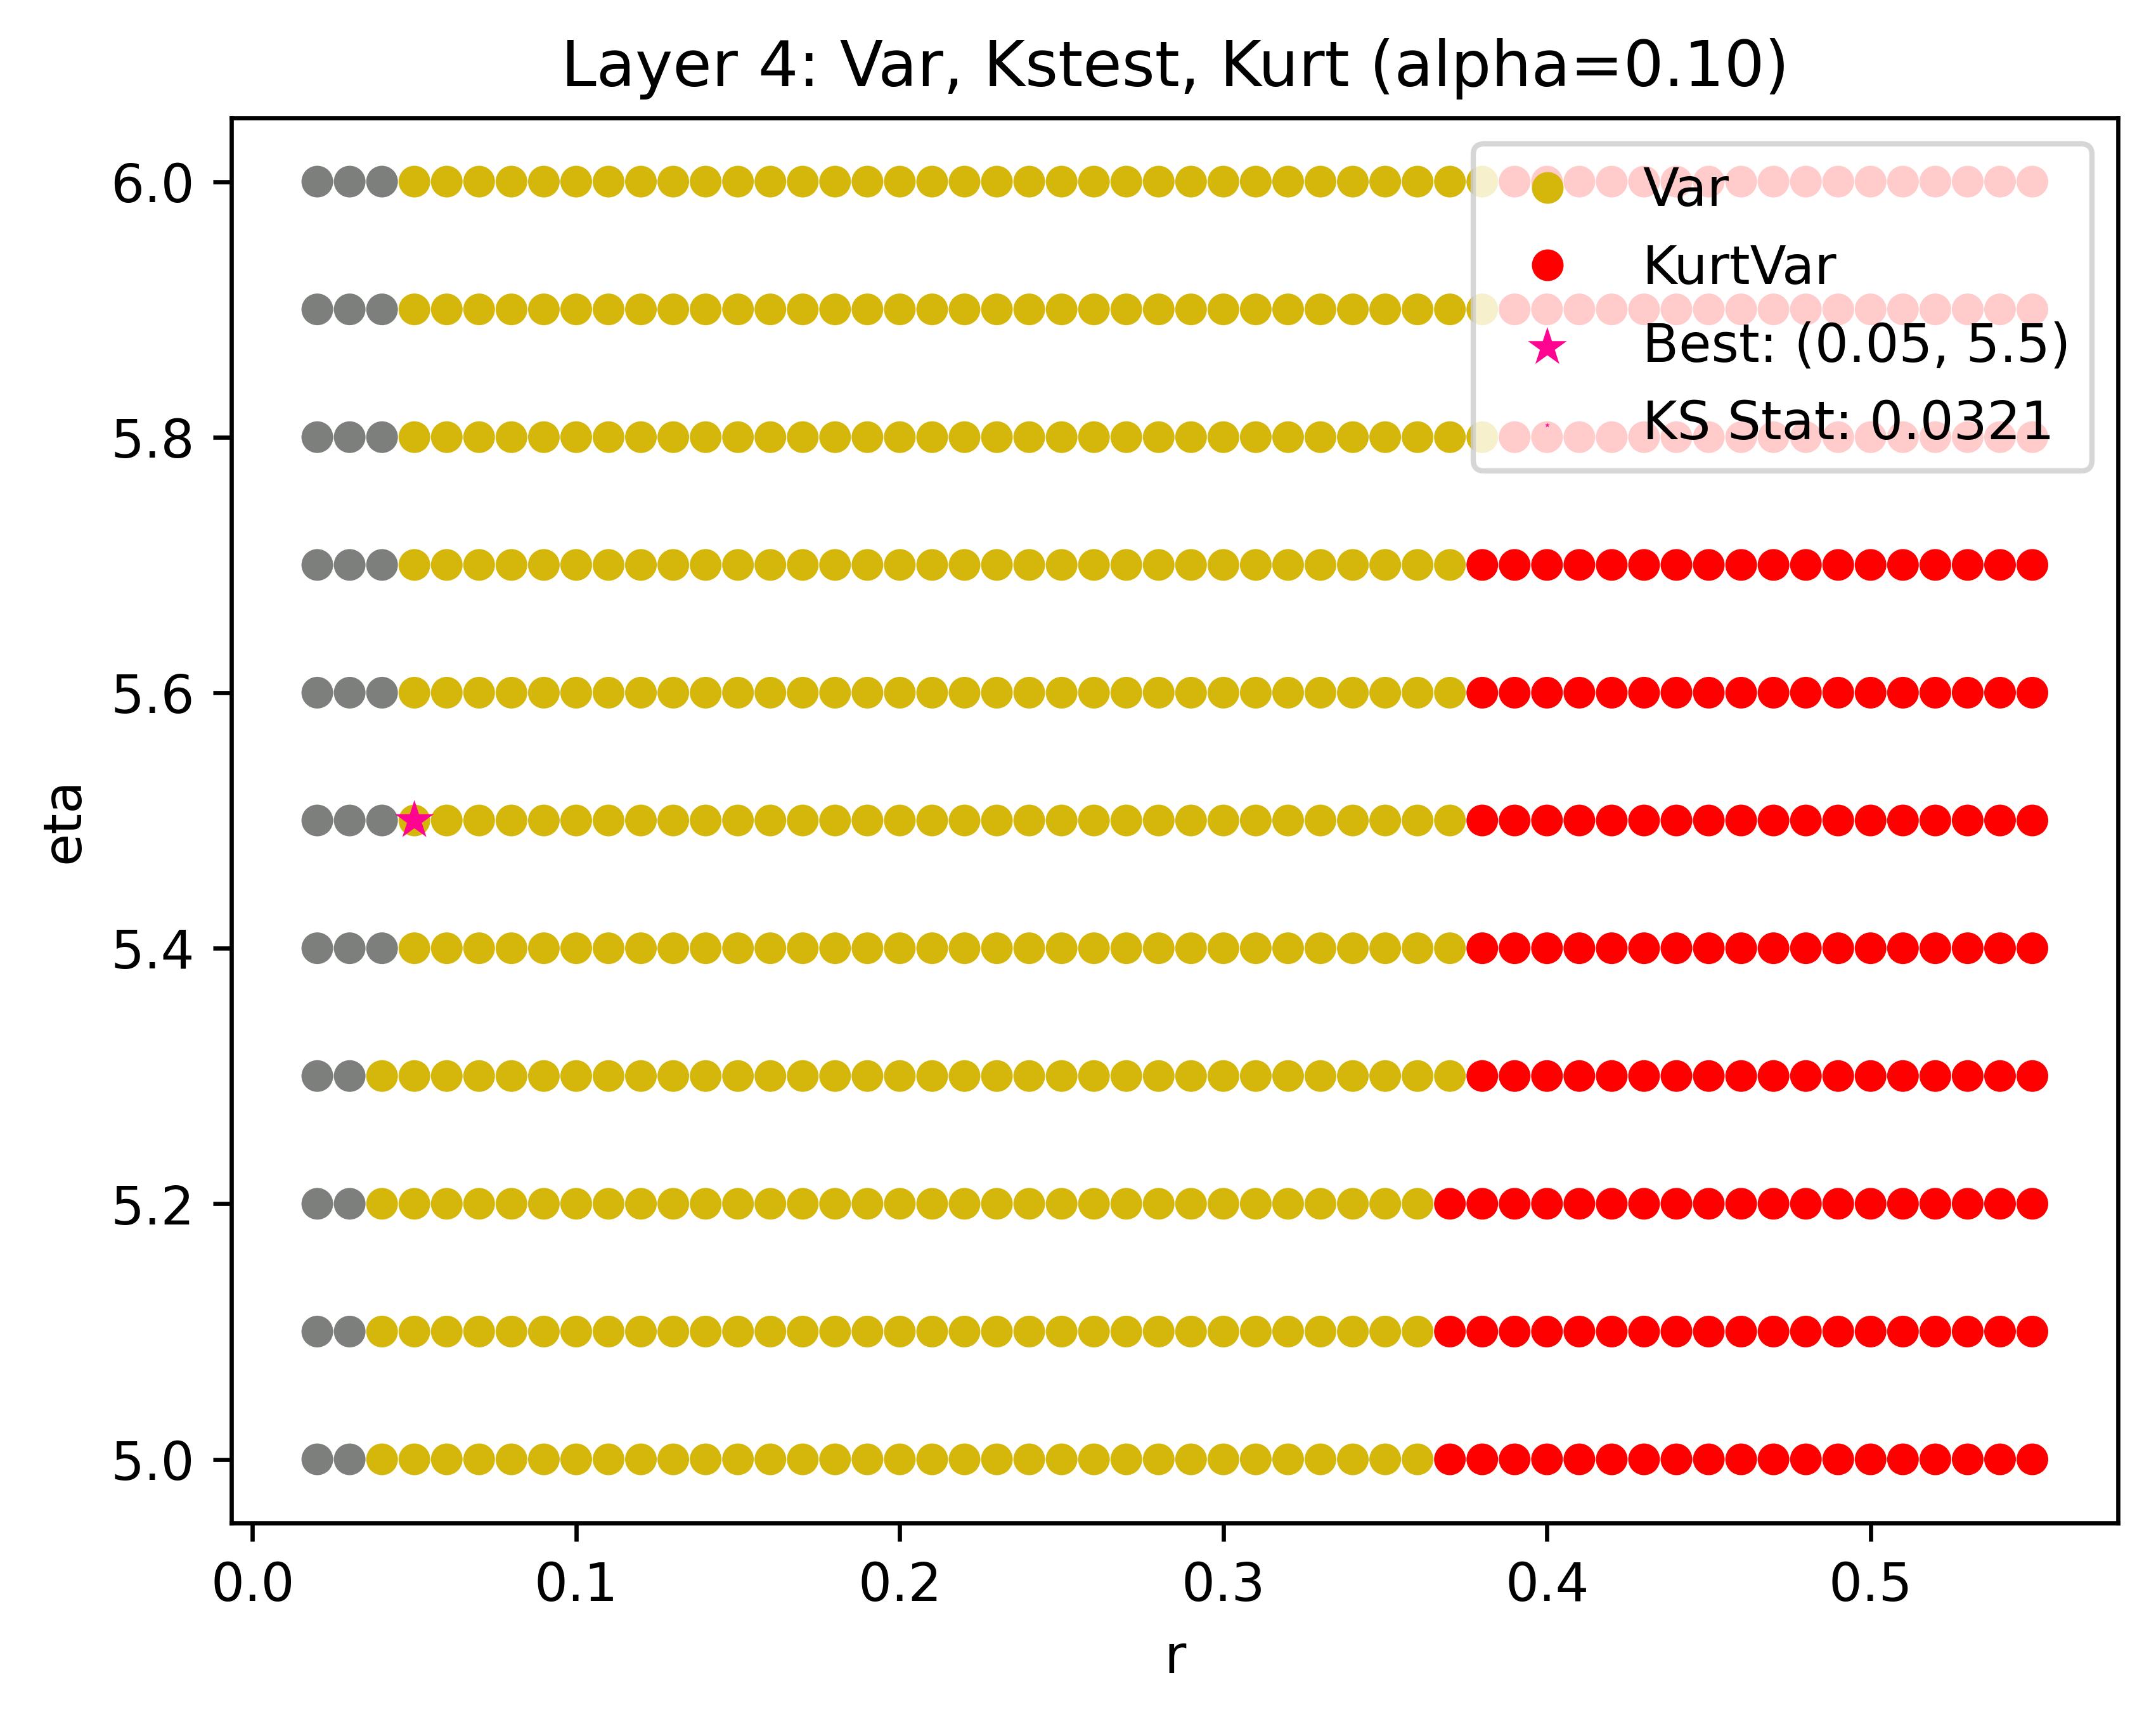 Layer 4: Var, Kstest, Kurt (alpha=0.10)
Var
KurtVar
Best: (0.05, 5.5)
KS Stat: 0.0321
6.0
5.8
5.6
5.4
5.2
5.0
eta
0.0 0.1 0.2 0.3 0.4 0.5
r